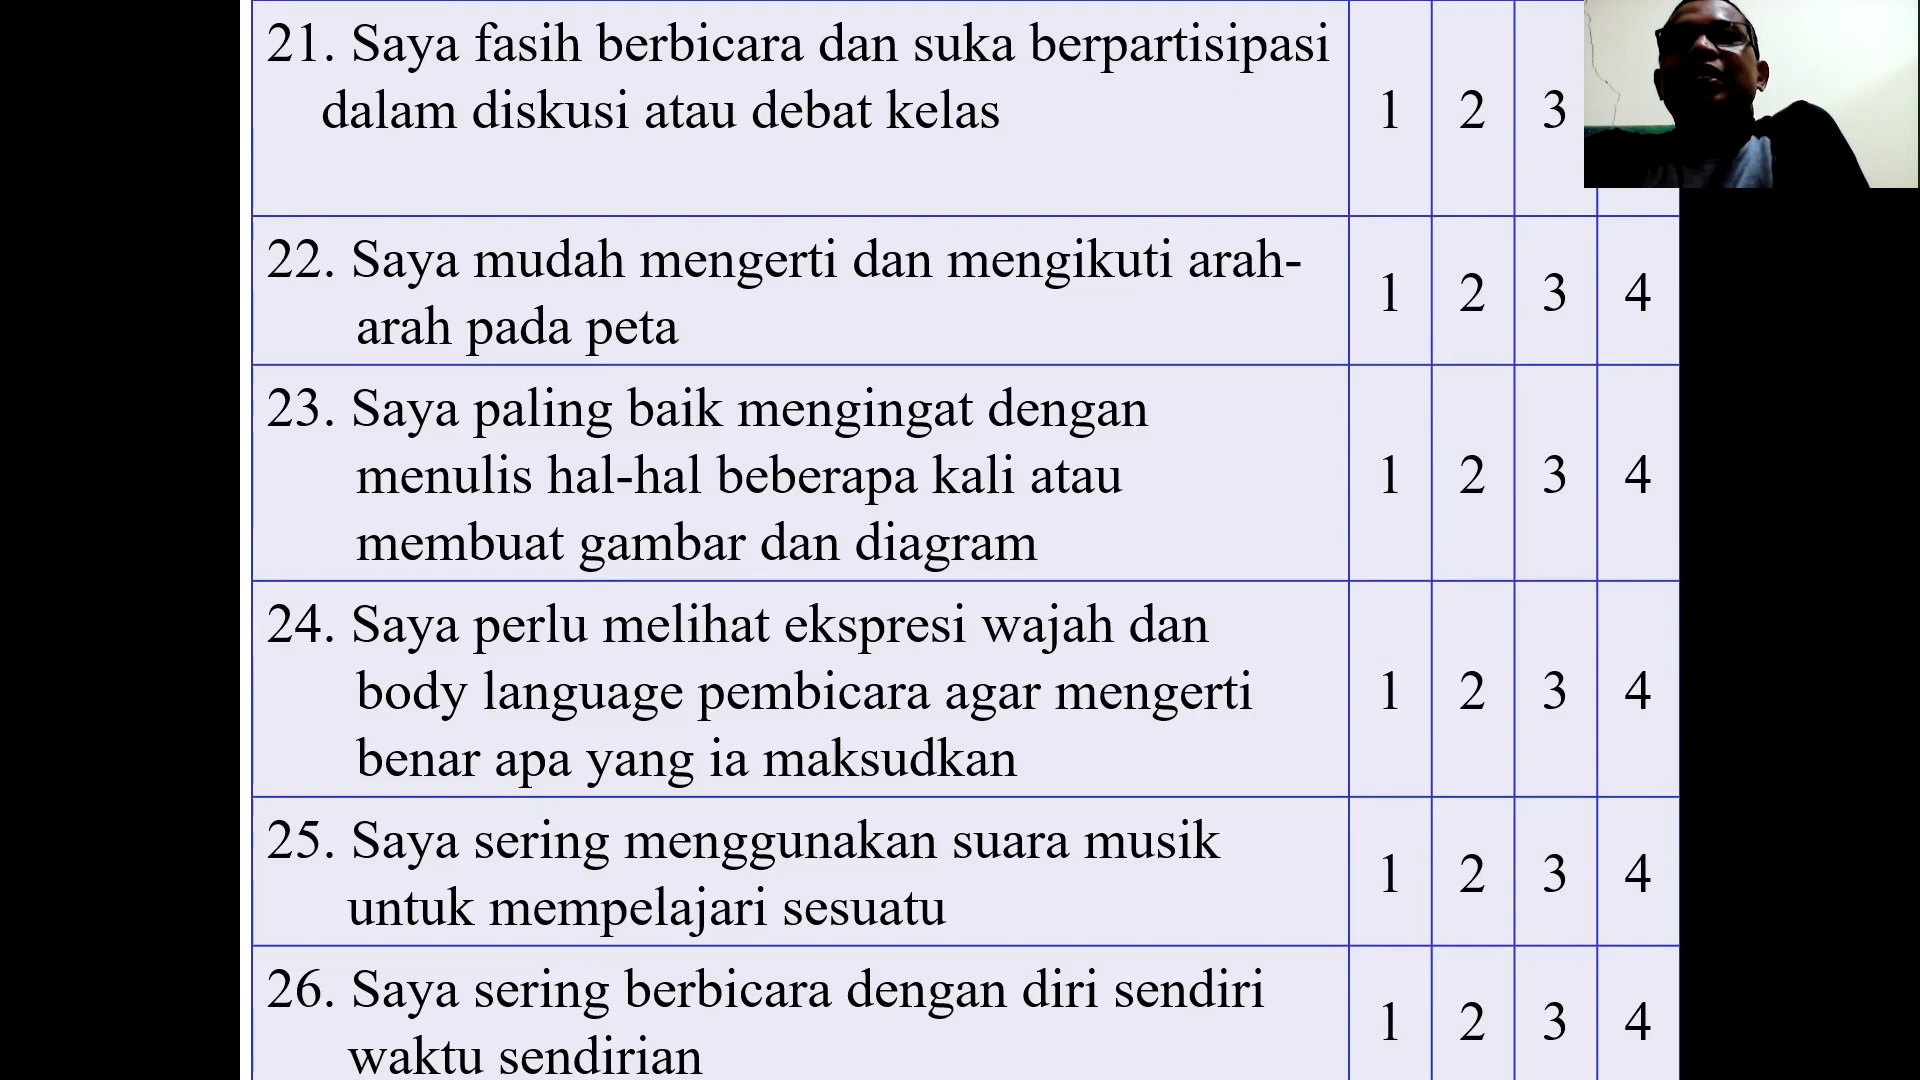 21. Saya fasih berbicara dan suka berpartisipasi
dalam diskusi atau debat kelas
1 2 3
22. Saya mudah mengerti dan mengikuti arah-
arah pada peta
1 2 3 4
23. Saya paling baik mengingat dengan
menulis hal-hal beberapa kali atau
membuat gambar dan diagram
1 2 3 4
24. Saya perlu melihat ekspresi wajah dan
body language pembicara agar mengerti
benar apa yang ia maksudkan
1 2 3 4
25. Saya sering menggunakan suara musik
untuk mempelajari sesuatu
1 2 3 4
26. Saya sering berbicara dengan diri sendiri
waktu sendirian
1 2 3 4